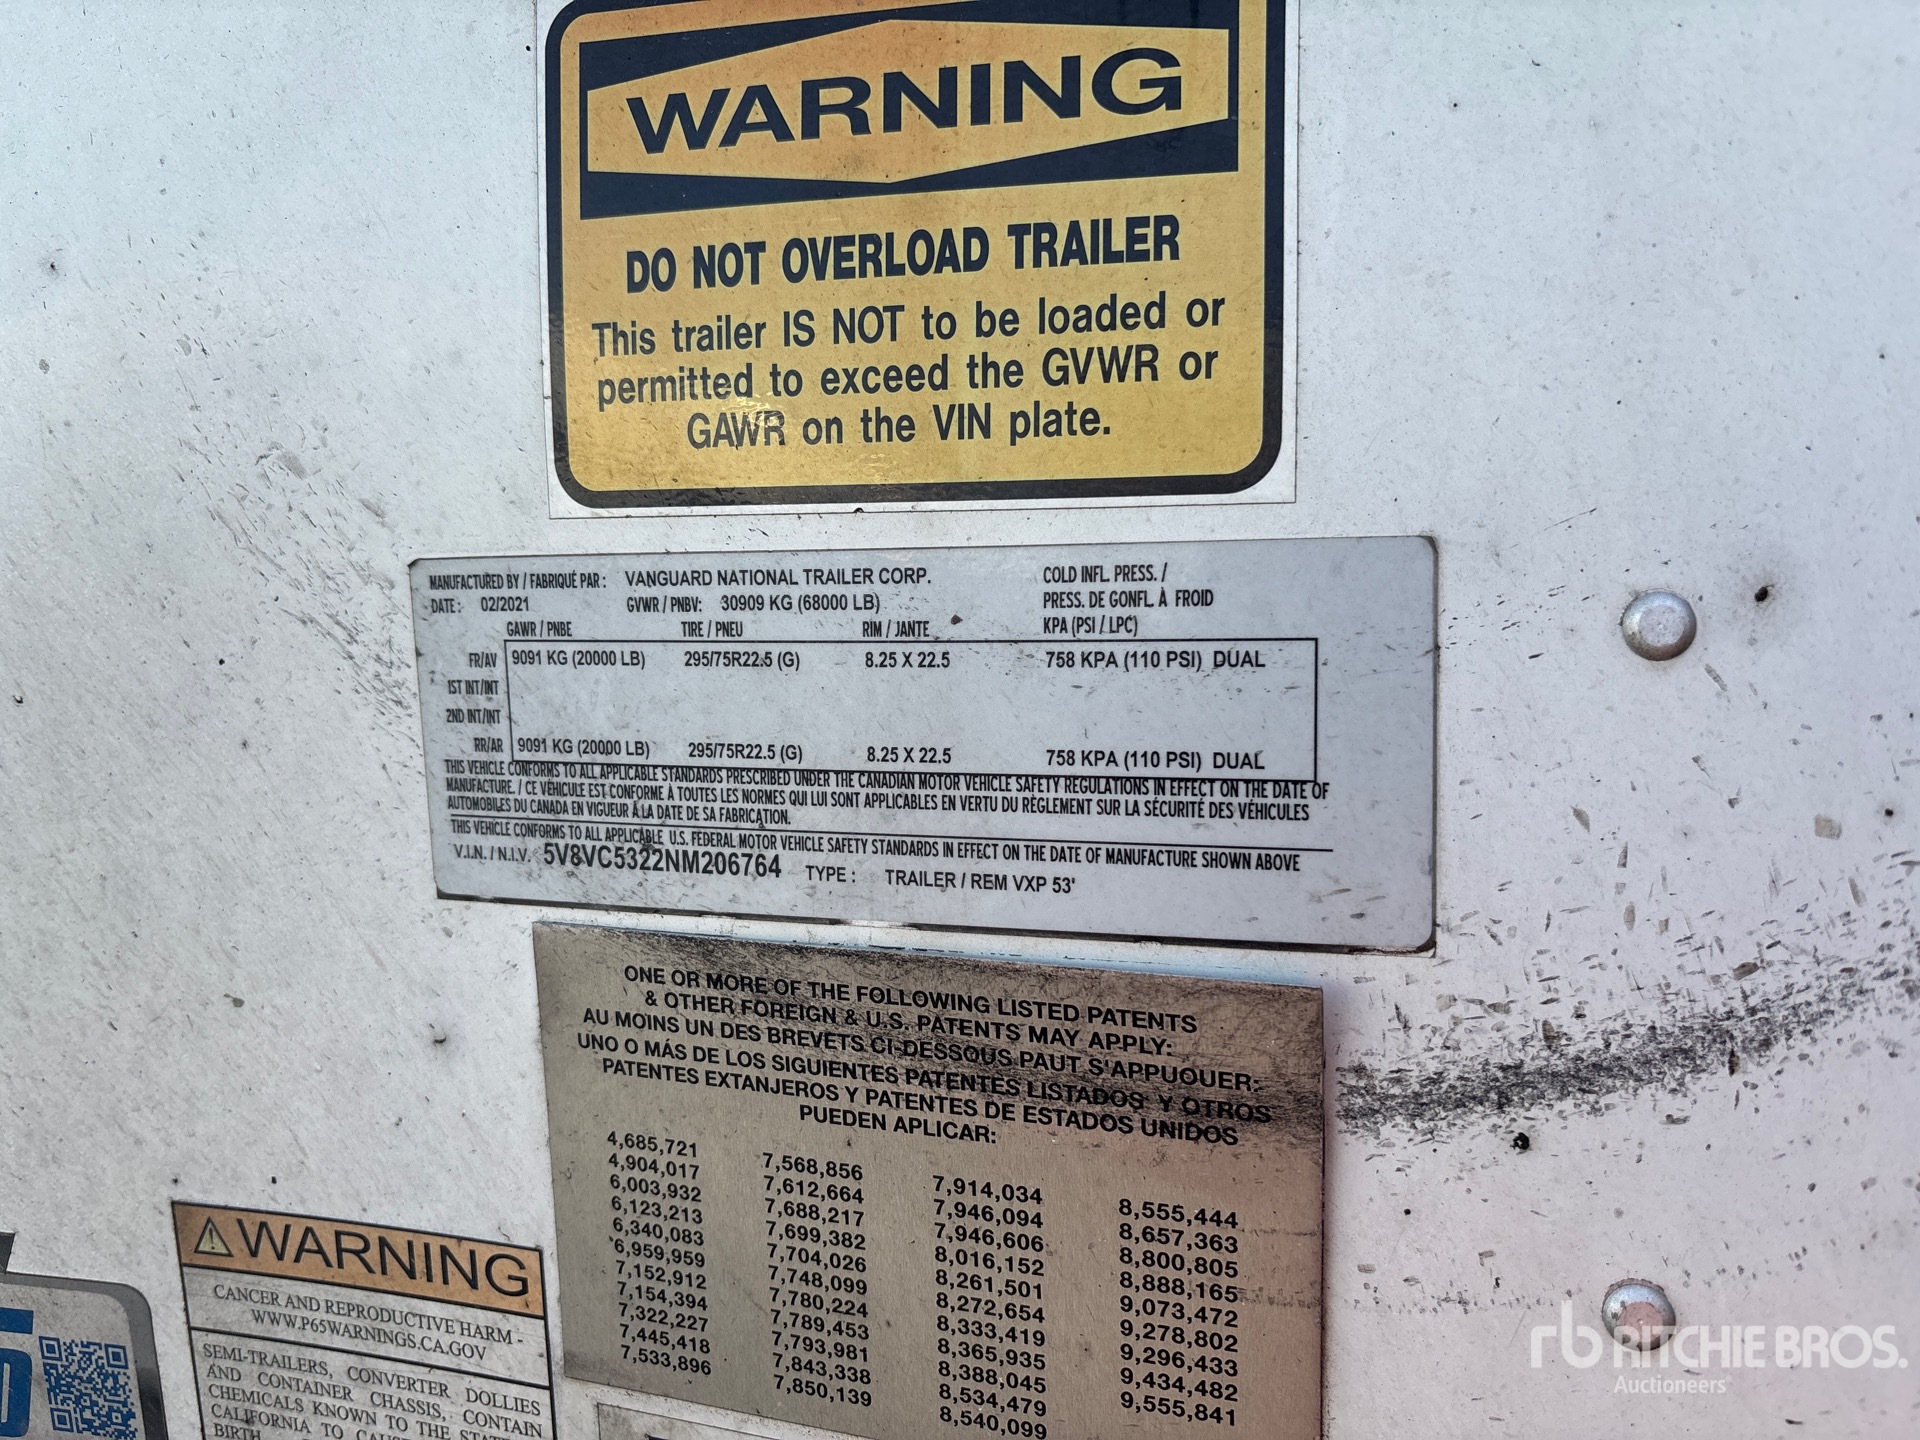 WARNING
DO NOT OVERLOAD TRAILER
This trailer IS NOT to be loaded or
permitted to exceed the GVWR or
GAWR on the VIN plate.
MANUFACTURED BY / FABRIQUÉ PAR : VANGUARD NATIONAL TRAILER CORP.
DATE : 02/2021 GVWR / PNBV: 30909 KG (68000 LB)
COLD INFL. PRESS. /
PRESS. DE GONFL. À FROID
GAWR / PNBE TIRE / PNEU RIM / JANTE KPA (PSI / LPC)
FR/AV 9091 KG (20000 LB) 295/75R22.5 (G) 8.25 X 22.5 758 KPA (110 PSI) DUAL
1ST INT/INT
2ND INT/INT
RR/AR 9091 KG (20000 LB) 295/75R22.5 (G) 8.25 X 22.5 758 KPA (110 PSI) DUAL
THIS VEHICLE CONFORMS TO ALL APPLICABLE STANDARDS PRESCRIBED UNDER THE CANADIAN MOTOR VEHICLE SAFETY REGULATIONS IN EFFECT ON THE DATE OF
MANUFACTURE. / CE VÉHICULE EST CONFORME À TOUTES LES NORMES QUI LUI SONT APPLICABLES EN VERTU DU RÈGLEMENT SUR LA SÉCURITÉ DES VÉHICULES
AUTOMOBILES DU CANADA EN VIGUEUR À LA DATE DE SA FABRICATION.
THIS VEHICLE CONFORMS TO ALL APPLICABLE U.S. FEDERAL MOTOR VEHICLE SAFETY STANDARDS IN EFFECT ON THE DATE OF MANUFACTURE SHOWN ABOVE
V.I.N. / N.I.V. 5V8VC5322NM206764 TYPE : TRAILER / REM VXP 53'
ONE OR MORE OF THE FOLLOWING LISTED PATENTS
& OTHER FOREIGN & U.S. PATENTS MAY APPLY:
AU MOINS UN DES BREVETS CI-DESSOUS PAUT S'APPUOUER:
UNO O MÁS DE LOS SIGUIENTES PATENTES LISTADOS Y OTROS
PATENTES EXTANJEROS Y PATENTES DE ESTADOS UNIDOS
PUEDEN APLICAR:
4,685,721
4,904,017
6,003,932
6,123,213
6,340,083
6,959,959
7,152,912
7,154,394
7,322,227
7,445,418
7,533,896
7,568,856
7,612,664
7,688,217
7,699,382
7,704,026
7,748,099
7,780,224
7,789,453
7,793,981
7,843,338
7,850,139
7,914,034
7,946,094
7,946,606
8,016,152
8,261,501
8,272,654
8,333,419
8,365,935
8,388,045
8,534,479
8,540,099
8,555,444
8,657,363
8,800,805
8,888,165
9,073,472
9,278,802
9,296,433
9,434,482
9,555,841
WARNING
CANCER AND REPRODUCTIVE HARM -
WWW.P65WARNINGS.CA.GOV
SEMI-TRAILERS, CONVERTER DOLLIES
AND CONTAINER CHASSIS, CONTAIN
CHEMICALS KNOWN TO THE
CALIFORNIA TO
BIRTH
rb RITCHIE BROS.
Auctioneers